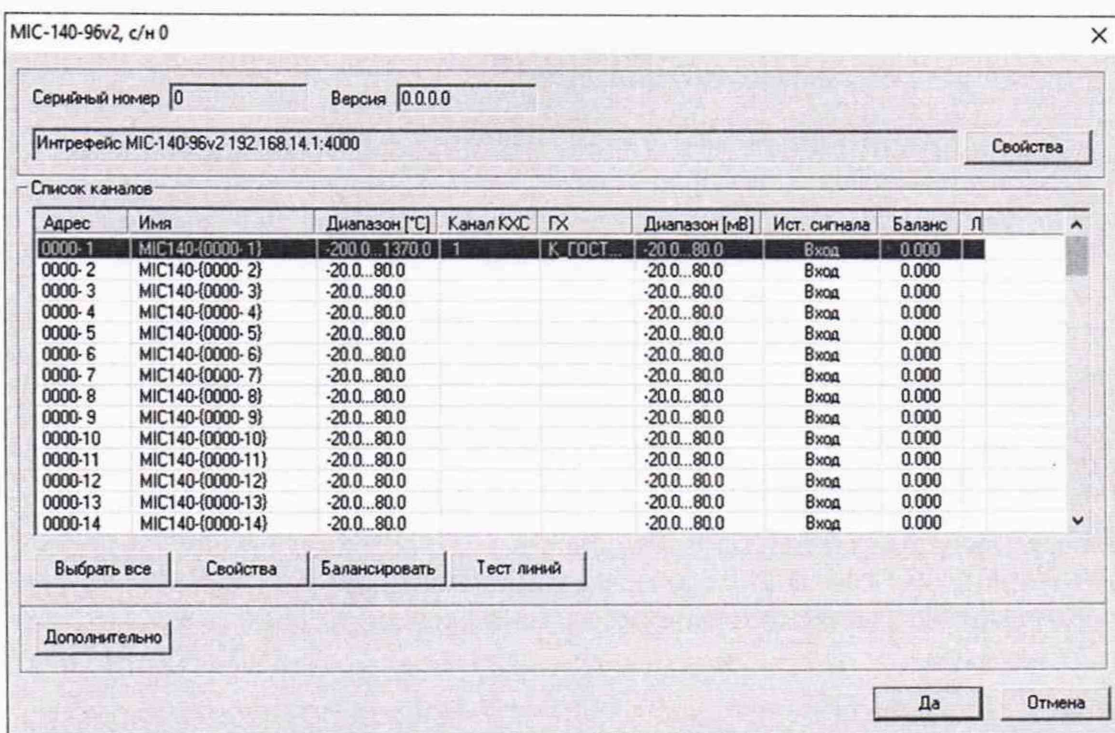 MIC-140-96v2, с/н 0
Серийный номер 0 Версия 0.0.0.0
Интрефейс MIC-140-96v2 192.168.14.1:4000 Свойства
Список каналов
Адрес Имя Диапазон [°C] Канал КХС ГХ Диапазон [мВ] Ист. сигнала Баланс Л
0000- 1 MIC140-{0000- 1} -200.0...1370.0 1 К_ГОСТ... -20.0...80.0 Вход 0.000
0000- 2 MIC140-{0000- 2} -20.0...80.0 -20.0...80.0 Вход 0.000
0000- 3 MIC140-{0000- 3} -20.0...80.0 -20.0...80.0 Вход 0.000
0000- 4 MIC140-{0000- 4} -20.0...80.0 -20.0...80.0 Вход 0.000
0000- 5 MIC140-{0000- 5} -20.0...80.0 -20.0...80.0 Вход 0.000
0000- 6 MIC140-{0000- 6} -20.0...80.0 -20.0...80.0 Вход 0.000
0000- 7 MIC140-{0000- 7} -20.0...80.0 -20.0...80.0 Вход 0.000
0000- 8 MIC140-{0000- 8} -20.0...80.0 -20.0...80.0 Вход 0.000
0000- 9 MIC140-{0000- 9} -20.0...80.0 -20.0...80.0 Вход 0.000
0000-10 MIC140-{0000-10} -20.0...80.0 -20.0...80.0 Вход 0.000
0000-11 MIC140-{0000-11} -20.0...80.0 -20.0...80.0 Вход 0.000
0000-12 MIC140-{0000-12} -20.0...80.0 -20.0...80.0 Вход 0.000
0000-13 MIC140-{0000-13} -20.0...80.0 -20.0...80.0 Вход 0.000
0000-14 MIC140-{0000-14} -20.0...80.0 -20.0...80.0 Вход 0.000
Выбрать все Свойства Балансировать Тест линий
Дополнительно
Да Отмена